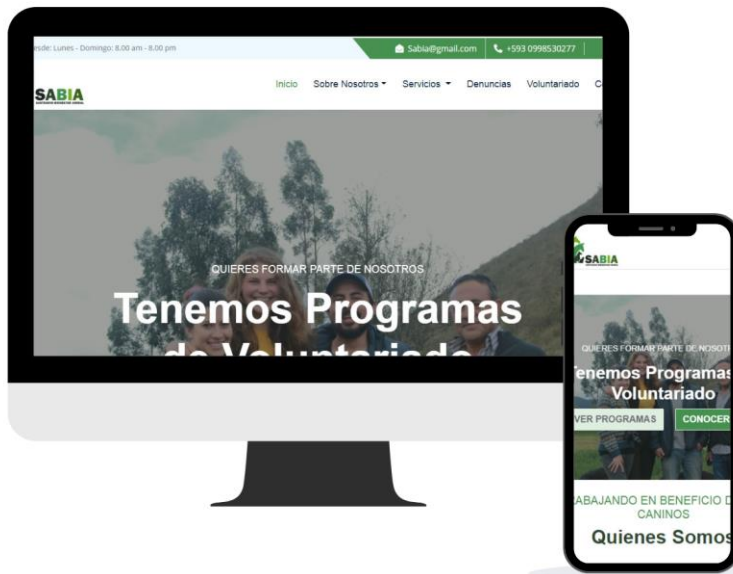 Lunes - Domingo: 8.00 am - 8.00 pm
Sabia@gmail.com
+593 0998530277
SABIA
Inicio
Sobre Nosotros
Servicios
Denuncias
Voluntariado
QUIERES FORMAR PARTE DE NOSOTROS
Tenemos Programas
de Voluntariado
SABIA
QUIERES FORMAR PARTE DE NOSOT
enemos Programas
Voluntariado
VER PROGRAMAS
CONOCER
ABAJANDO EN BENEFICIO D
CANINOS
Quienes Somos